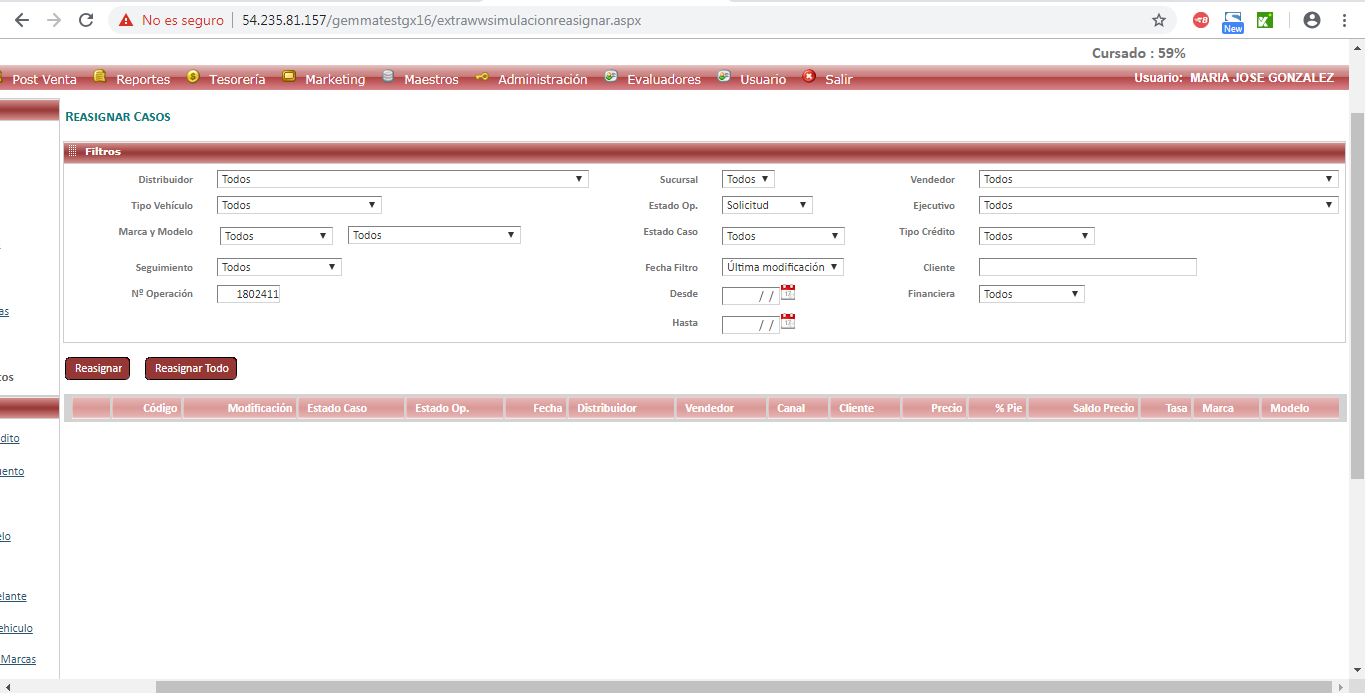 No es seguro 54.235.81.157/gemmatestgx16/extrawwsimulacionreasignar.aspx
New
Cursado : 59%
Post Venta Reportes Tesorería Marketing Maestros Administración Evaluadores Usuario Salir Usuario: MARIA JOSE GONZALEZ
REASIGNAR CASOS
Filtros
Distribuidor Todos Sucursal Todos Vendedor Todos
Tipo Vehículo Todos Estado Op. Solicitud Ejecutivo Todos
Marca y Modelo Todos Todos Estado Caso Todos Tipo Crédito Todos
Seguimiento Todos Fecha Filtro Última modificación Cliente
Nº Operación 1802411 Desde / / Financiera Todos
Hasta / /
as
Reasignar Reasignar Todo
tos
Código Modificación Estado Caso Estado Op. Fecha Distribuidor Vendedor Canal Cliente Precio % Pie Saldo Precio Tasa Marca Modelo
dito
uento
elo
elante
ehiculo
Marcas